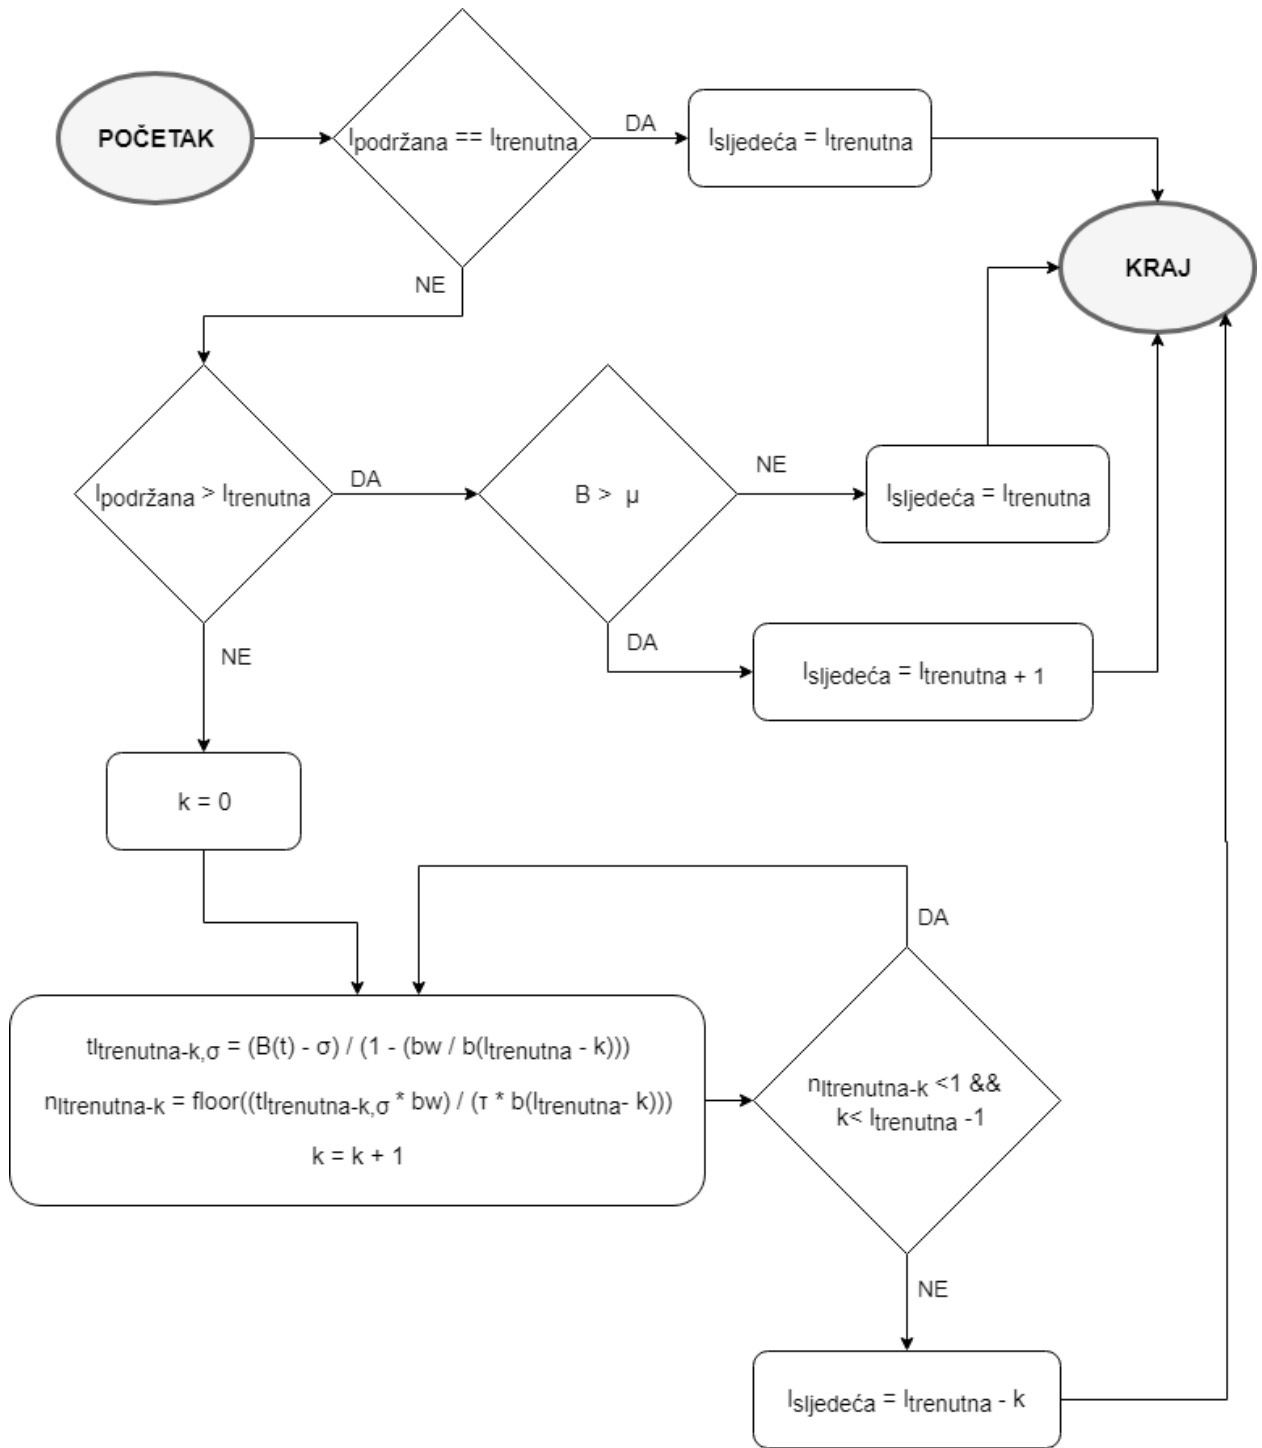 POČETAK
lpodržana == ltrenutna
DA
lsljedeća = ltrenutna
NE
KRAJ
lpodržana > ltrenutna
DA
B > μ
NE
lsljedeća = ltrenutna
DA
lsljedeća = ltrenutna + 1
NE
k = 0
DA
tltrenutna-k,σ = (B(t) - σ) / (1 - (bw / b(ltrenutna - k)))
nltrenutna-k = floor((tltrenutna-k,σ * bw) / (τ * b(ltrenutna- k)))
k = k + 1
nltrenutna-k <1 &&
k< ltrenutna -1
NE
lsljedeća = ltrenutna - k